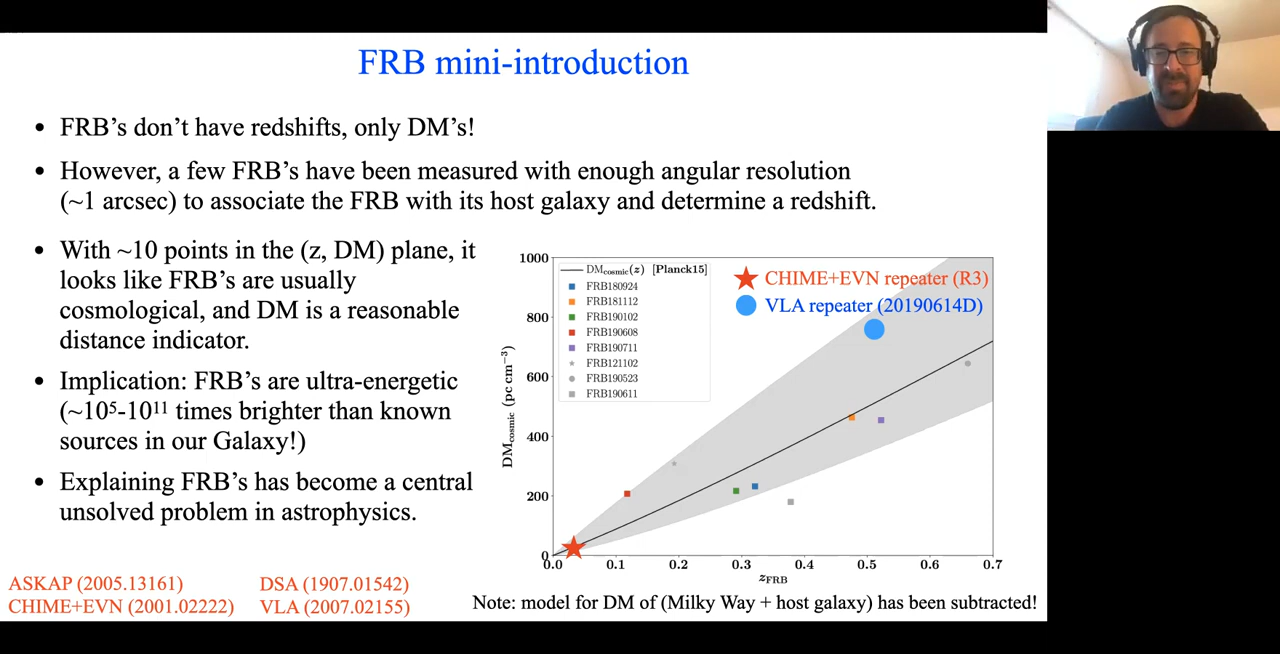 FRB mini-introduction
• FRB's don't have redshifts, only DM's!
• However, a few FRB's have been measured with enough angular resolution
(~1 arcsec) to associate the FRB with its host galaxy and determine a redshift.
• With ~10 points in the (z, DM) plane, it
looks like FRB's are usually
cosmological, and DM is a reasonable
distance indicator.
• Implication: FRB's are ultra-energetic
(~10⁵-10¹¹ times brighter than known
sources in our Galaxy!)
• Explaining FRB's has become a central
unsolved problem in astrophysics.
ASKAP (2005.13161)
DSA (1907.01542)
CHIME+EVN (2001.02222)
VLA (2007.02155)
DMcosmic(z) [Planck15]
FRB180924
FRB181112
FRB190102
FRB190608
FRB190711
FRB121102
FRB190523
FRB190611
CHIME+EVN repeater (R3)
VLA repeater (20190614D)
1000
800
600
400
200
0
DMcosmic (pc cm⁻³)
0.0 0.1 0.2 0.3 0.4 0.5 0.6 0.7
zFRB
Note: model for DM of (Milky Way + host galaxy) has been subtracted!